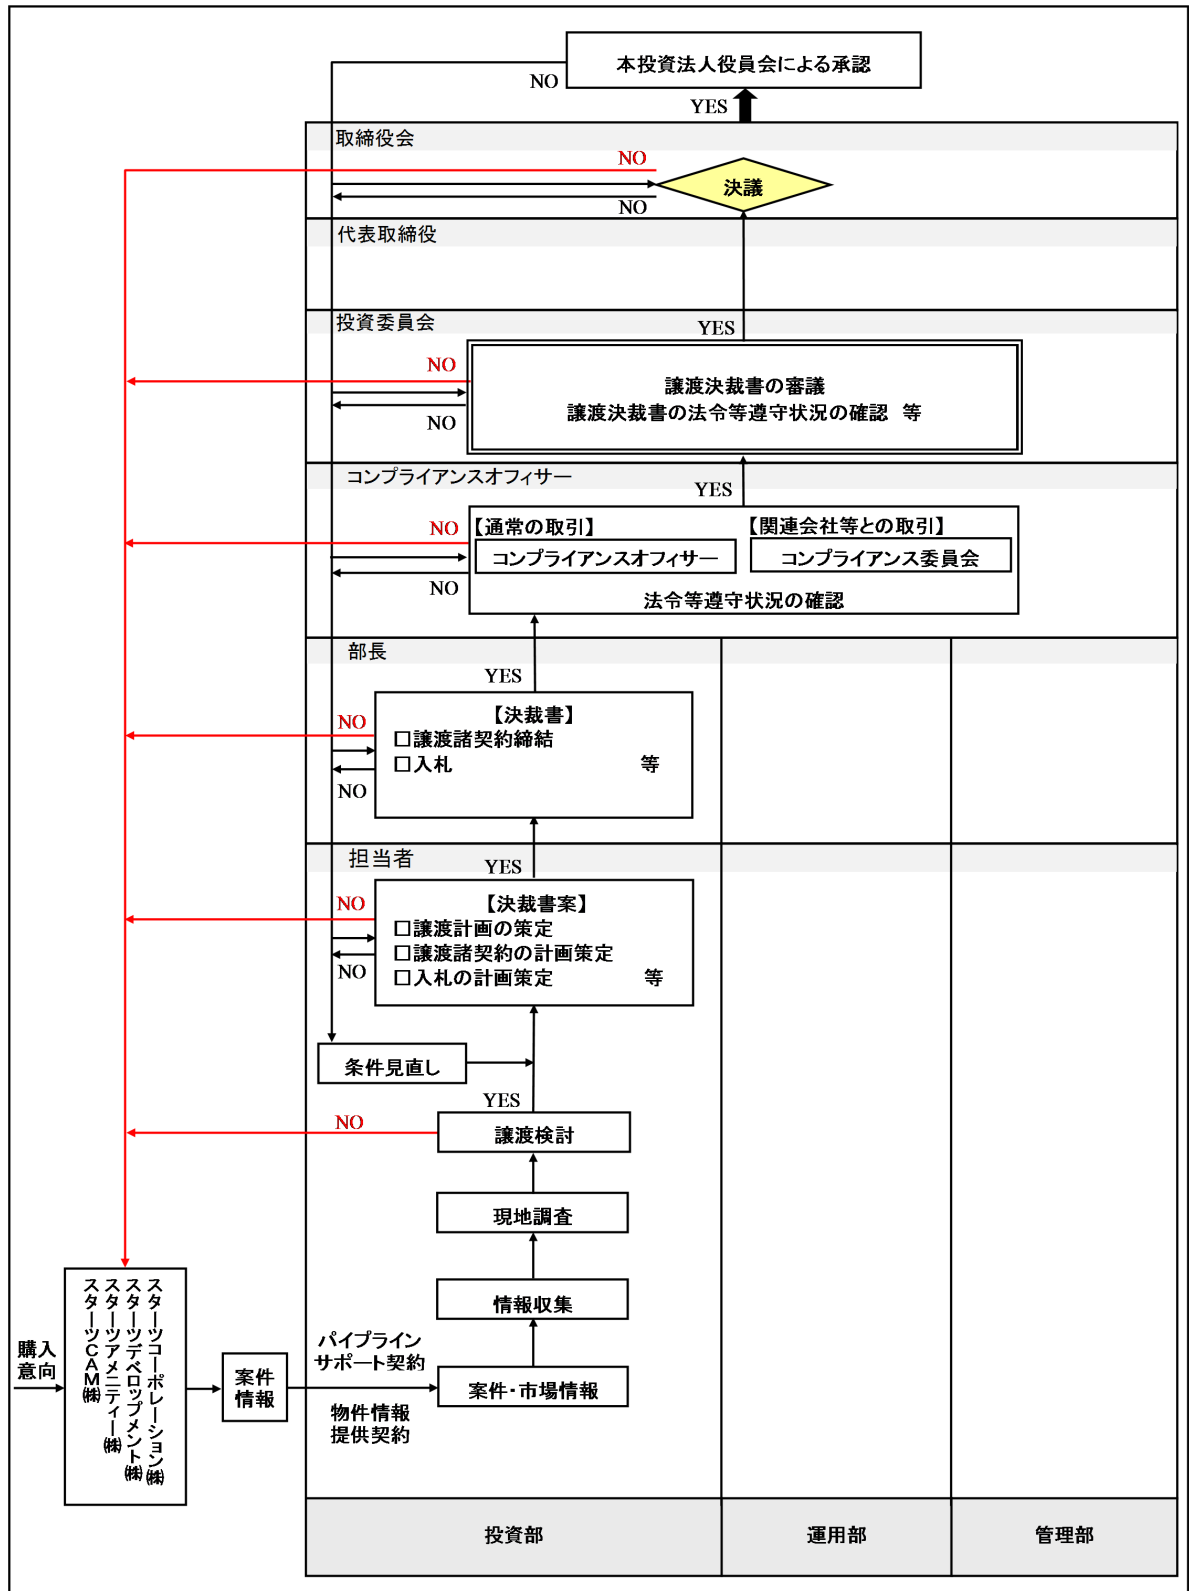 本投資法人役員会による承認
NO
YES
取締役会
NO
決議
NO
代表取締役
投資委員会
YES
NO
譲渡決裁書の審議
譲渡決裁書の法令等遵守状況の確認 等
NO
コンプライアンスオフィサー
YES
【通常の取引】
【関連会社等との取引】
NO
コンプライアンスオフィサー
コンプライアンス委員会
NO
法令等遵守状況の確認
部長
YES
【決裁書】
NO
□譲渡諸契約締結
□入札 等
NO
担当者
YES
【決裁書案】
NO
□譲渡計画の策定
□譲渡諸契約の計画策定
NO
□入札の計画策定 等
条件見直し
YES
NO
譲渡検討
現地調査
情報収集
スターツコーポレーション㈱
スターツデベロップメント㈱
スターツアメニティー㈱
スターツCAM㈱
購入
意向
案件
情報
パイプライン
サポート契約
案件・市場情報
物件情報
提供契約
投資部
運用部
管理部